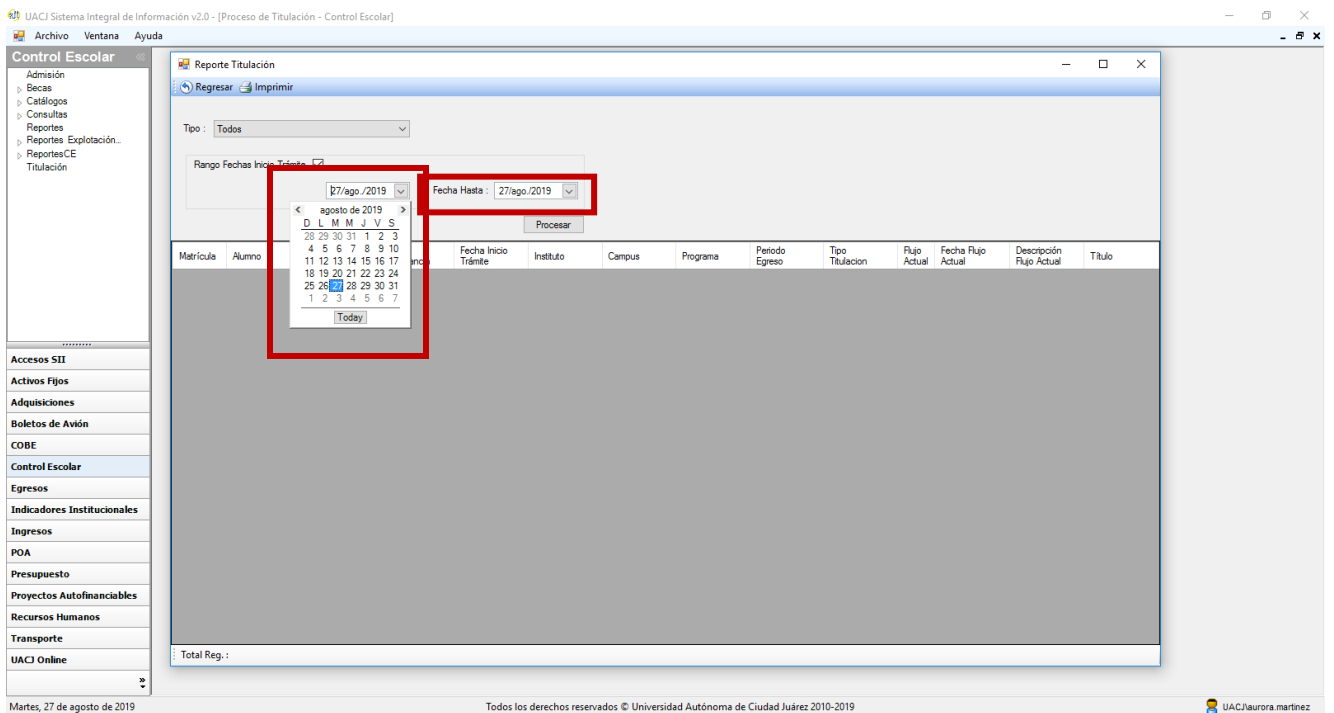 UACJ Sistema Integral de Información v2.0 - [Proceso de Titulación - Control Escolar]
Archivo Ventana Ayuda
Control Escolar
Admisión
Becas
Catálogos
Consultas
Reportes
Reportes Explotación...
ReportesCE
Titulación
Reporte Titulación
Regresar Imprimir
Tipo : Todos
Rango Fechas Inicio Trámite
27/ago./2019 Fecha Hasta : 27/ago./2019
agosto de 2019
D L M M J V S
28 29 30 31 1 2 3
4 5 6 7 8 9 10
11 12 13 14 15 16 17
18 19 20 21 22 23 24
25 26 27 28 29 30 31
1 2 3 4 5 6 7
Today
Procesar
Matrícula Alumno Fecha Inicio Trámite Instituto Campus Programa Periodo Egreso Tipo Titulacion Flujo Actual Fecha Flujo Actual Descripción Flujo Actual Título
Total Reg. :
Accesos SII
Activos Fijos
Adquisiciones
Boletos de Avión
COBE
Control Escolar
Egresos
Indicadores Institucionales
Ingresos
POA
Presupuesto
Proyectos Autofinanciables
Recursos Humanos
Transporte
UACJ Online
Martes, 27 de agosto de 2019 Todos los derechos reservados © Universidad Autónoma de Ciudad Juárez 2010-2019 UACJ\aurora.martinez